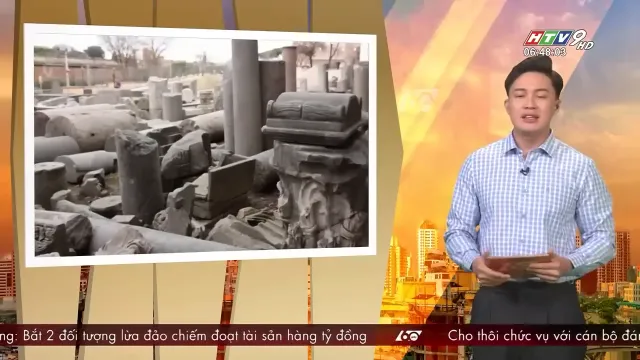 HTV9 HD
06:48:03
ng: Bắt 2 đối tượng lừa đảo chiếm đoạt tài sản hàng tỷ đồng
Cho thôi chức vụ với cán bộ đả